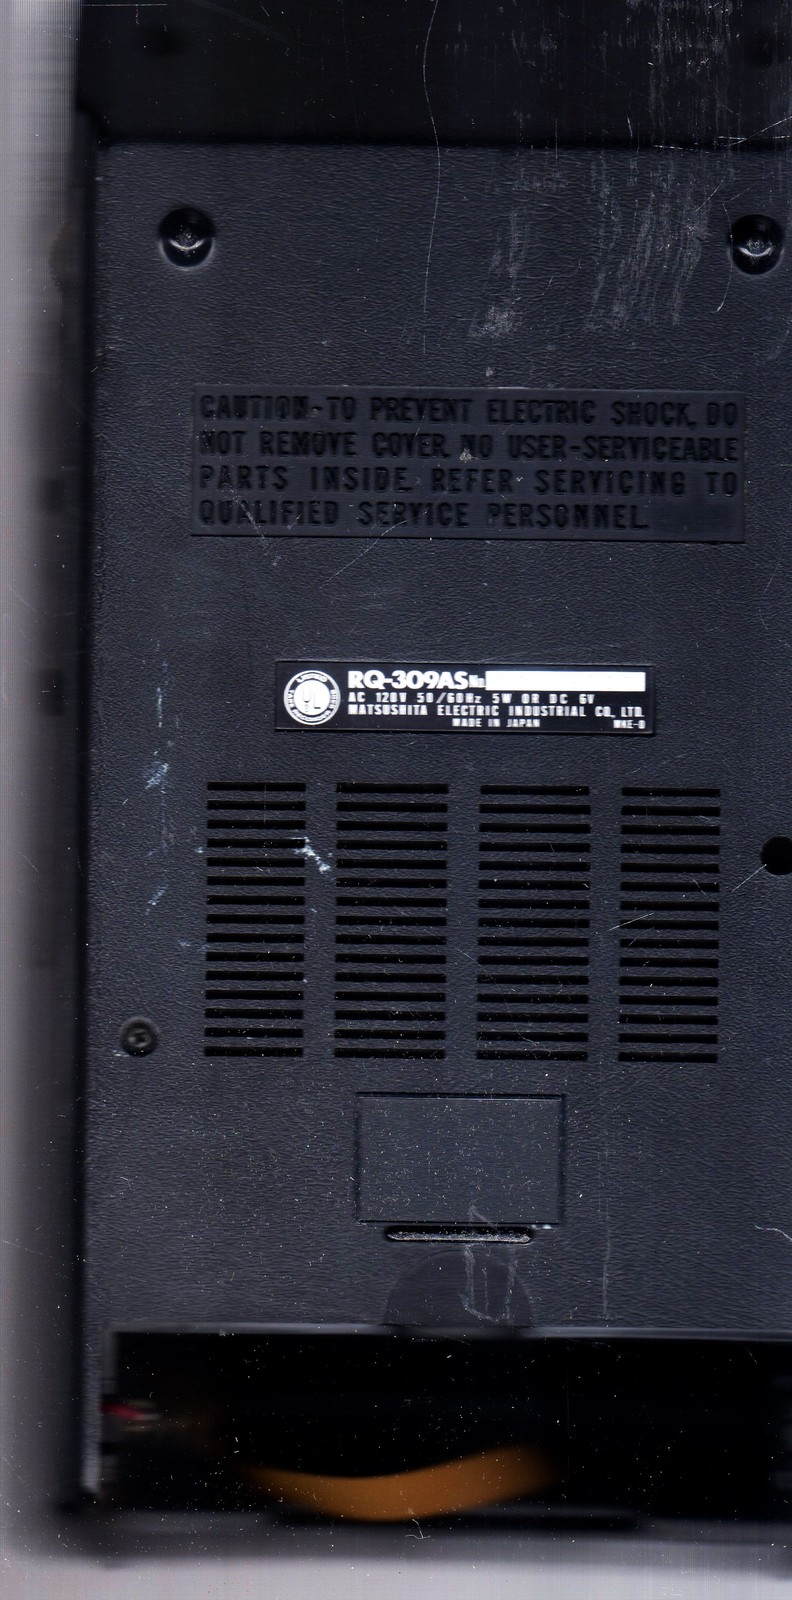 CAUTION-TO PREVENT ELECTRIC SHOCK, DO
NOT REMOVE COVER. NO USER-SERVICEABLE
PARTS INSIDE. REFER SERVICING TO
QUALIFIED SERVICE PERSONNEL.
LISTED
UL
RQ-309AS No.
AC 120V 50/60Hz 5W OR DC 6V
MATSUSHITA ELECTRIC INDUSTRIAL CO., LTD.
MADE IN JAPAN